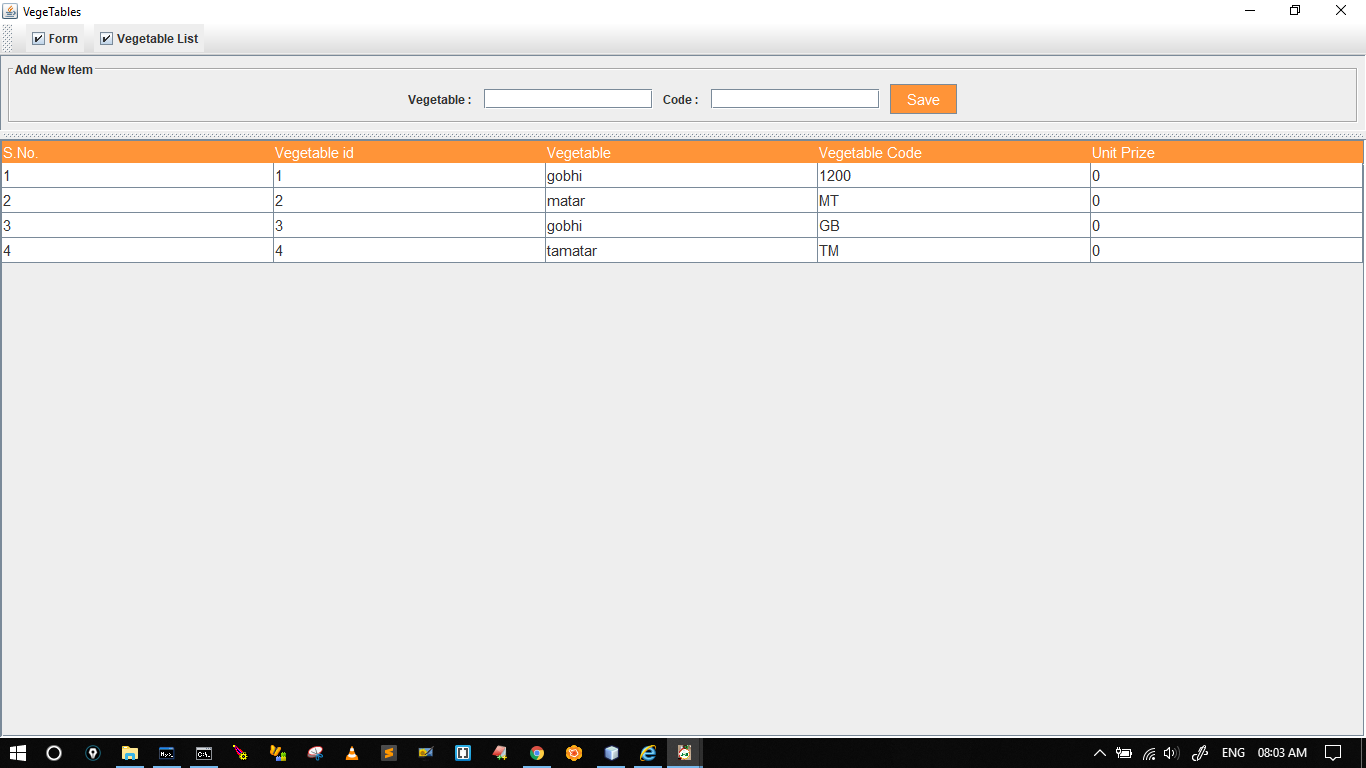 VegeTables
Form Vegetable List
Add New Item
Vegetable : Code : Save
S.No. Vegetable id Vegetable Vegetable Code Unit Prize
1 1 gobhi 1200 0
2 2 matar MT 0
3 3 gobhi GB 0
4 4 tamatar TM 0
ENG 08:03 AM